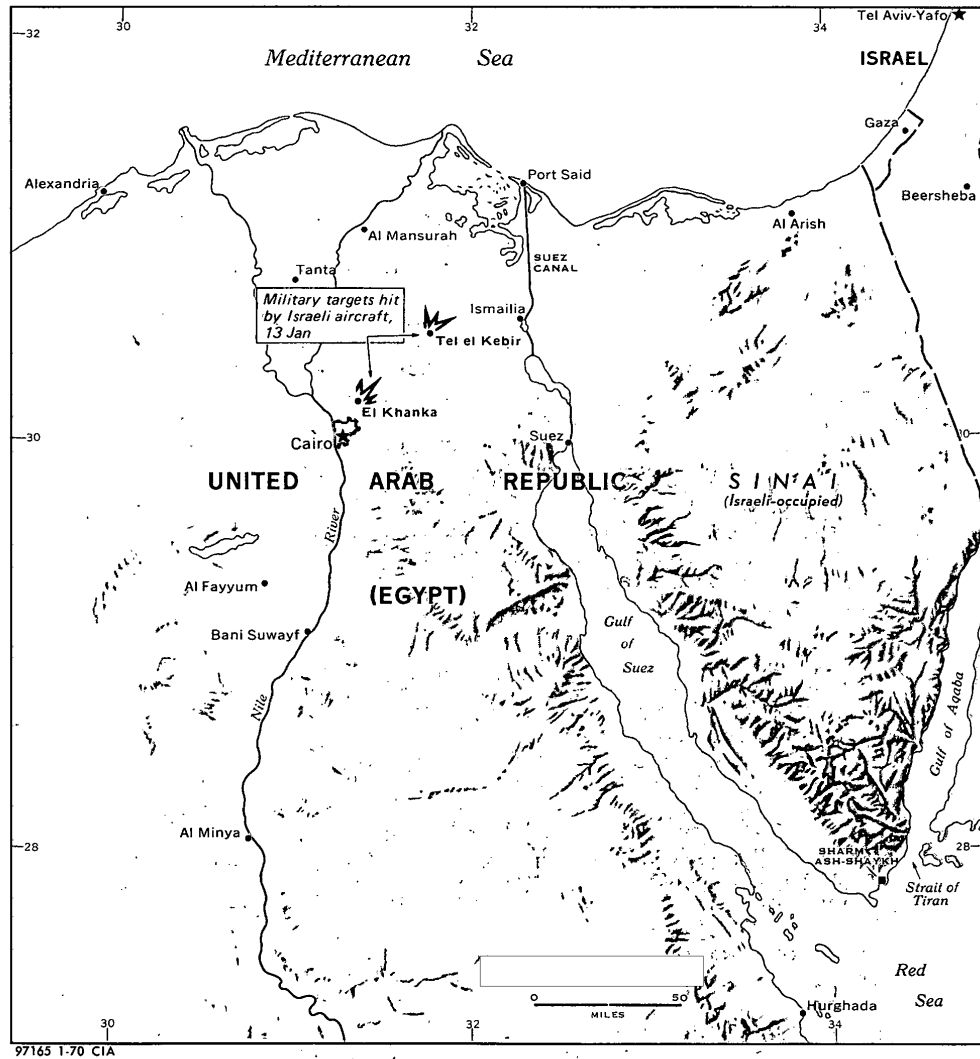 30
32
34
32
Tel Aviv-Yafo
Mediterranean Sea
ISRAEL
Gaza
Alexandria
Port Said
Beersheba
Al Mansurah
Al Arish
SUEZ
CANAL
Tanta
Military targets hit
by Israeli aircraft,
13 Jan
Ismailia
Tel el Kebir
El Khanka
30
Cairo
Suez
30
UNITED ARAB REPUBLIC
SINAI
(Israeli-occupied)
River
Al Fayyum
(EGYPT)
Bani Suwayf
Gulf
of
Suez
Nile
Gulf of Aqaba
Al Minya
28
SHARM
ASH-SHAYKH
28
Strait of
Tiran
Red
Sea
0 50
MILES
Hurghada
30
32
34
97165 1-70 CIA